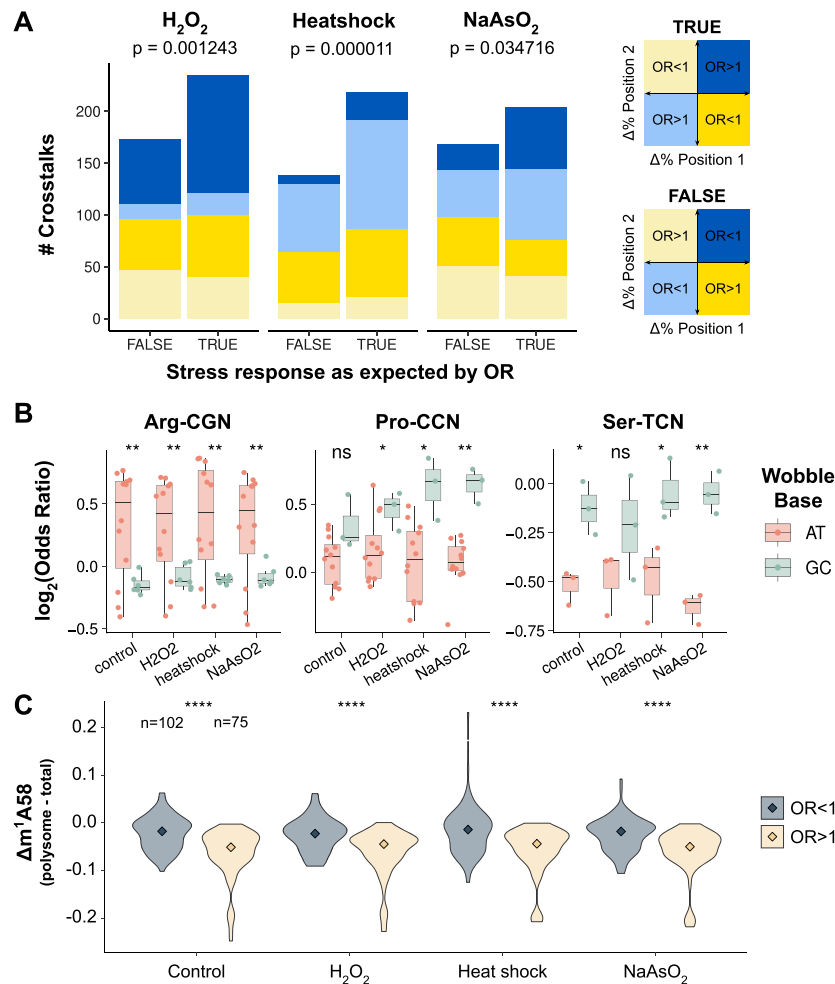 A
H₂O₂
Heatshock
NaAsO₂
p = 0.001243
p = 0.000011
p = 0.034716
# Crosstalks
200
150
100
50
0
FALSE
TRUE
FALSE
TRUE
FALSE
TRUE
Stress response as expected by OR
TRUE
OR<1
OR>1
OR>1
OR<1
Δ% Position 2
Δ% Position 1
FALSE
OR>1
OR<1
OR<1
OR>1
Δ% Position 2
Δ% Position 1
B
Arg-CGN
Pro-CCN
Ser-TCN
log₂(Odds Ratio)
** ** ** **
0.5
0.0
−0.5
control
H2O2
heatshock
NaAsO2
ns * * **
0.5
0.0
control
H2O2
heatshock
NaAsO2
* ns * **
0.00
−0.25
−0.50
−0.75
control
H2O2
heatshock
NaAsO2
Wobble
Base
AT
GC
C
Δm¹A58
(polysome - total)
**** **** **** ****
n=102
n=75
0.2
0.1
0.0
-0.1
-0.2
Control
H₂O₂
Heat shock
NaAsO₂
OR<1
OR>1